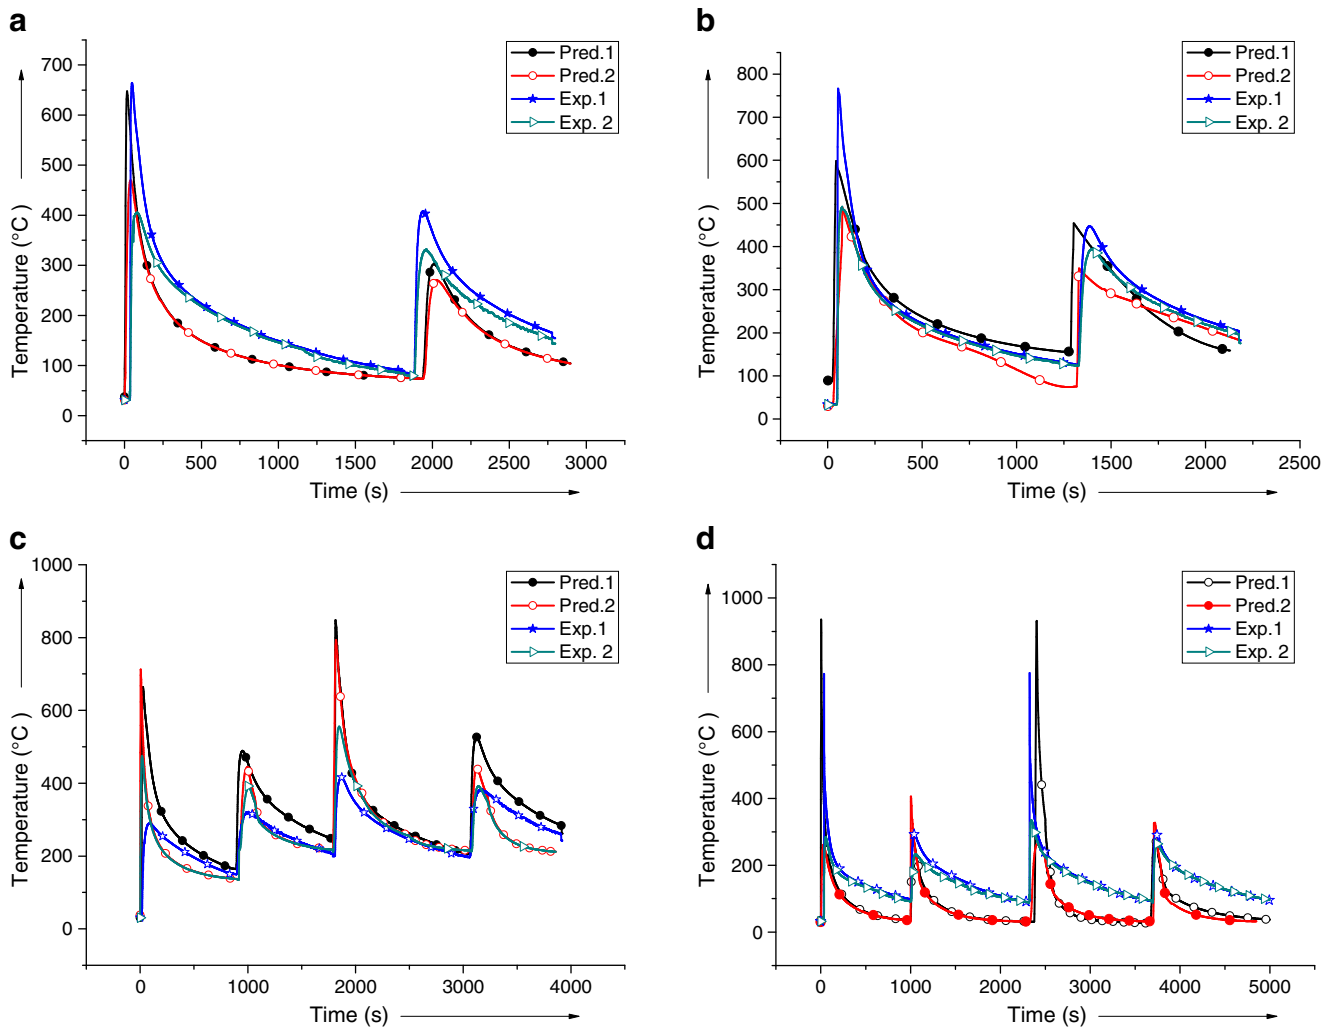 a
700
600
500
400
300
200
100
0
Temperature (°C)
0 500 1000 1500 2000 2500 3000
Time (s)
Pred.1
Pred.2
Exp.1
Exp. 2
b
800
700
600
500
400
300
200
100
0
Temperature (°C)
0 500 1000 1500 2000 2500
Time (s)
Pred.1
Pred.2
Exp.1
Exp. 2
c
1000
800
600
400
200
0
Temperature (°C )
0 1000 2000 3000 4000
Time (s)
Pred.1
Pred.2
Exp.1
Exp. 2
d
1000
800
600
400
200
0
Temperature (°C )
0 1000 2000 3000 4000 5000
Time (s)
Pred.1
Pred.2
Exp.1
Exp. 2